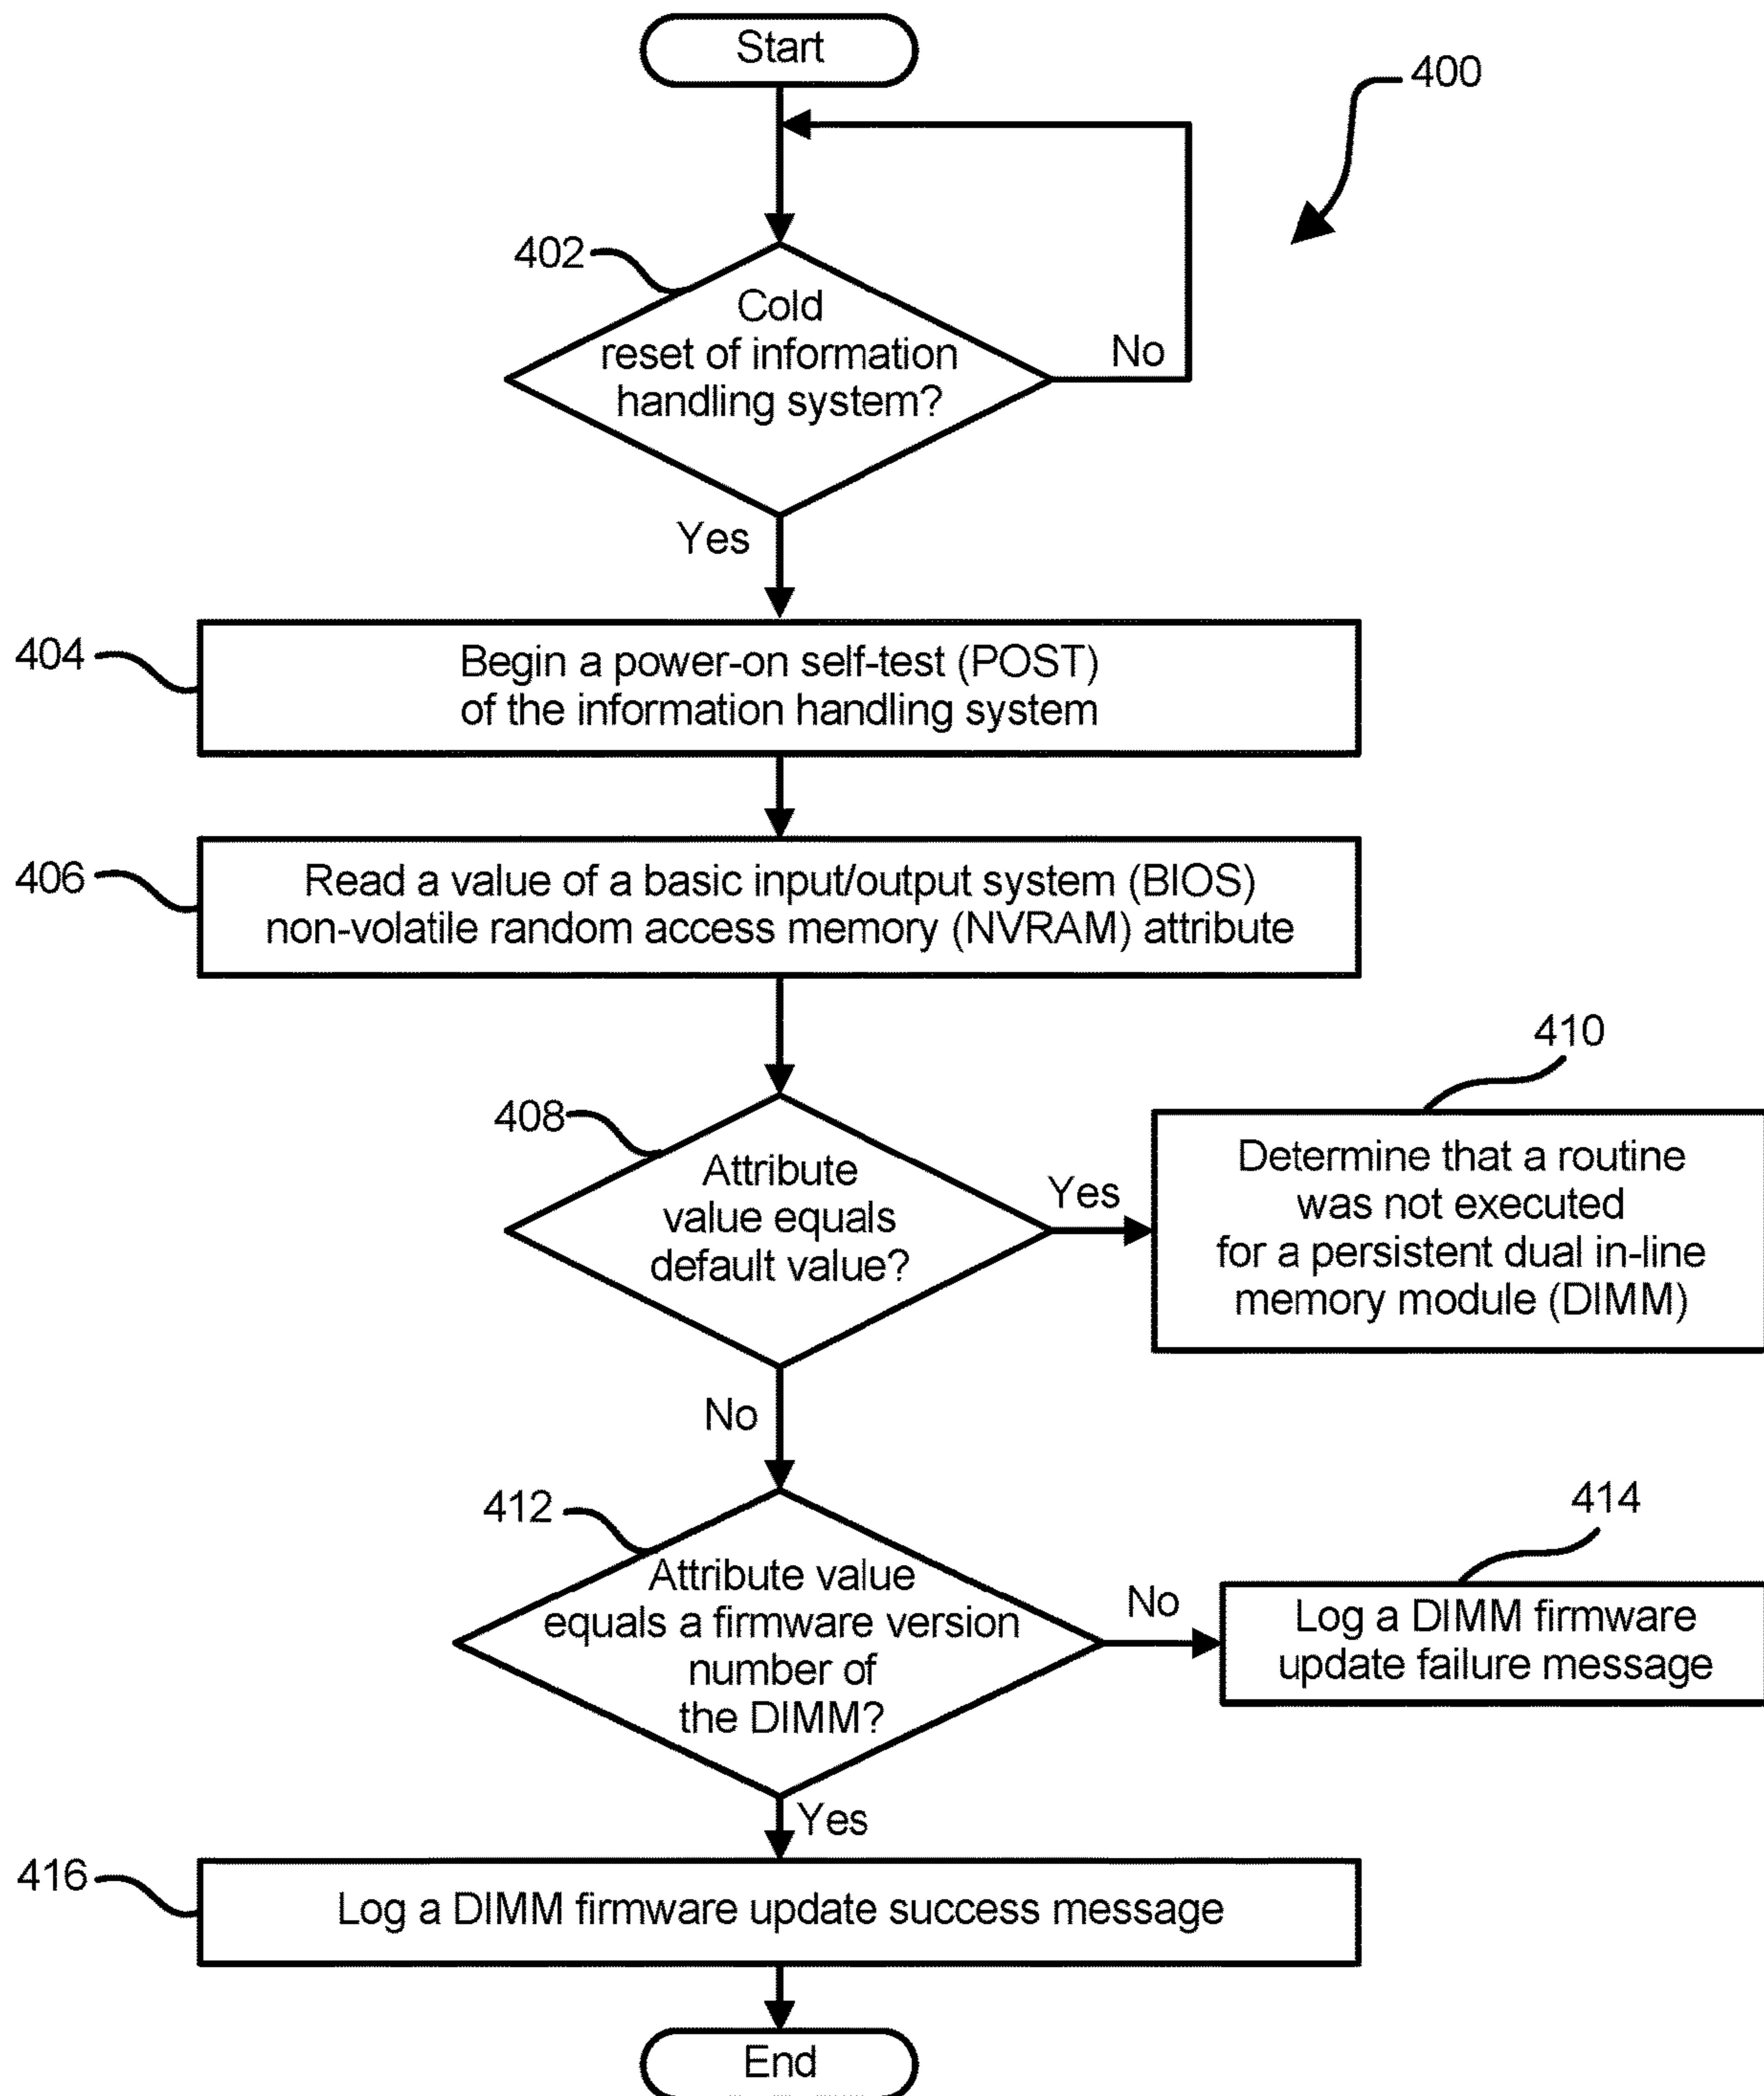 Start
400
402
Cold
reset of information
handling system?
No
Yes
404
Begin a power-on self-test (POST)
of the information handling system
406
Read a value of a basic input/output system (BIOS)
non-volatile random access memory (NVRAM) attribute
408
Attribute
value equals
default value?
Yes
410
Determine that a routine
was not executed
for a persistent dual in-line
memory module (DIMM)
No
412
Attribute value
equals a firmware version
number of
the DIMM?
No
414
Log a DIMM firmware
update failure message
Yes
416
Log a DIMM firmware update success message
End